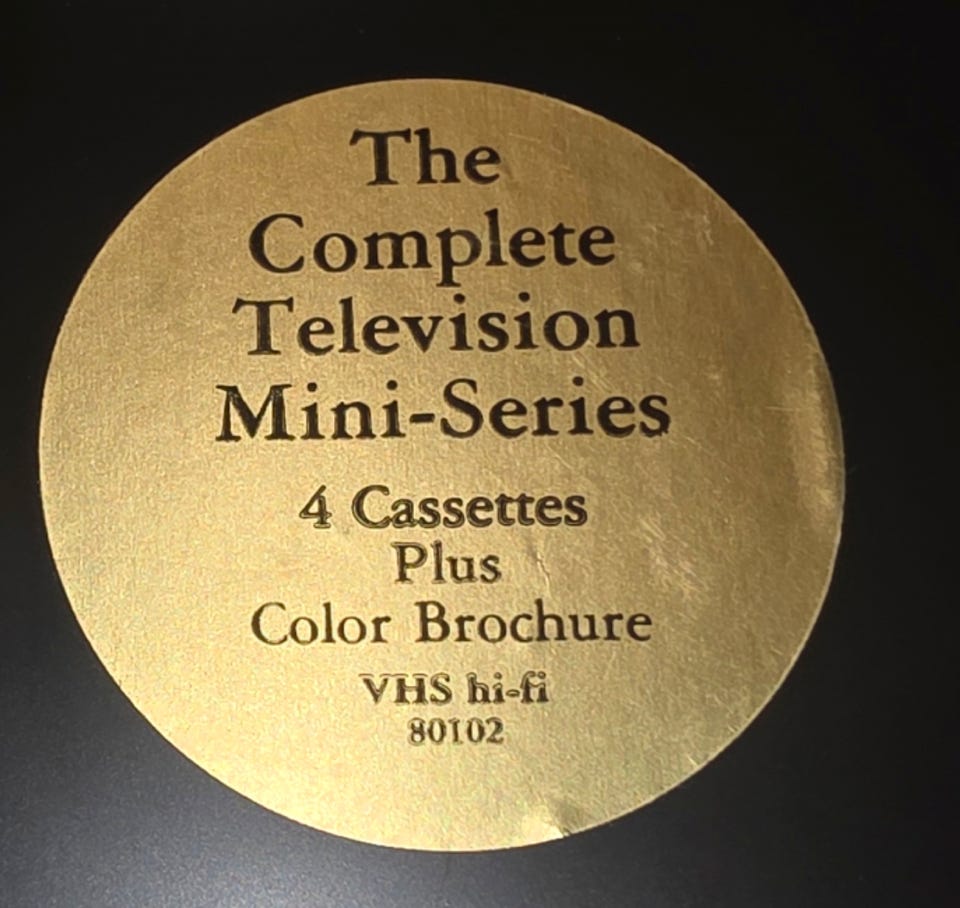 The
Complete
Television
Mini-Series
4 Cassettes
Plus
Color Brochure
VHS hi-fi
80102